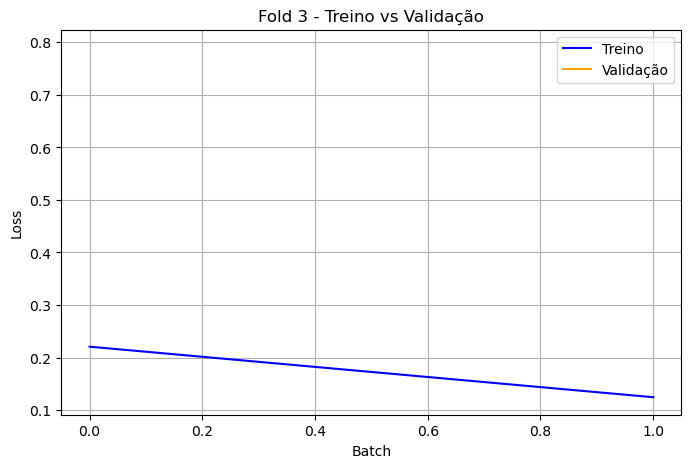 Fold 3 - Treino vs Validação
Treino
Validação
0.8
0.7
0.6
0.5
0.4
0.3
0.2
0.1
Loss
0.0 0.2 0.4 0.6 0.8 1.0
Batch